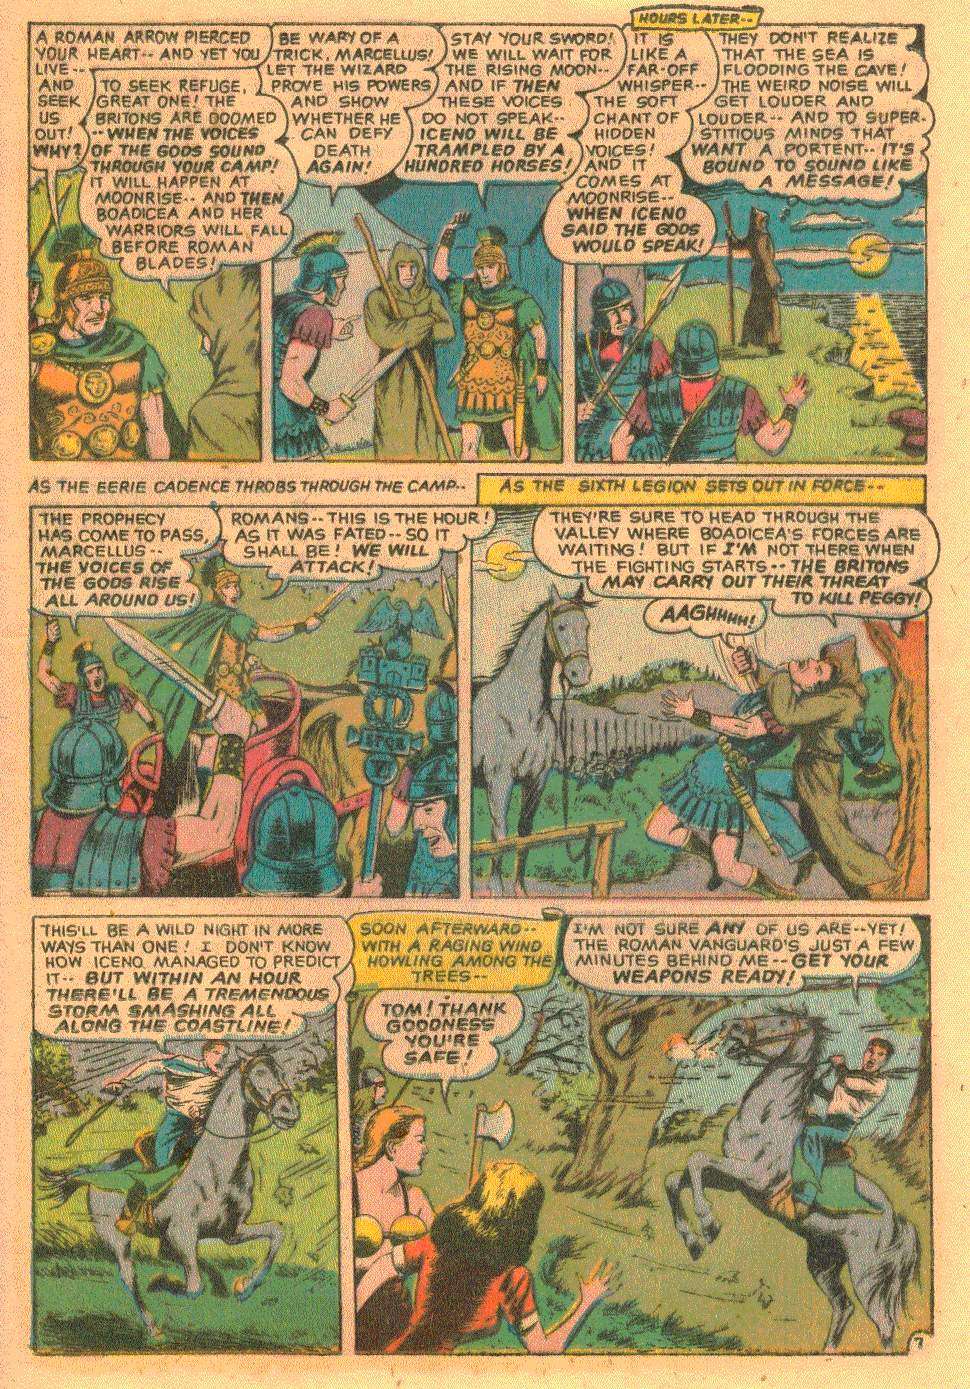 A ROMAN ARROW PIERCED
YOUR HEART-- AND YET YOU
LIVE--
AND
SEEK
US
OUT!
WHY?
TO SEEK REFUGE,
GREAT ONE! THE
BRITONS ARE DOOMED
--WHEN THE VOICES
OF THE GODS SOUND
THROUGH YOUR CAMP!
IT WILL HAPPEN AT
MOONRISE-- AND THEN
BOADICEA AND HER
WARRIORS WILL FALL
BEFORE ROMAN
BLADES!
BE WARY OF A
TRICK, MARCELLUS!
LET THE WIZARD
PROVE HIS POWERS
AND SHOW
WHETHER HE
CAN DEFY
DEATH
AGAIN!
STAY YOUR SWORD!
WE WILL WAIT FOR
THE RISING MOON--
AND IF THEN
THESE VOICES
DO NOT SPEAK--
ICENO WILL BE
TRAMPLED BY A
HUNDRED HORSES!
HOURS LATER--
IT IS
LIKE A
FAR-OFF
WHISPER--
THE SOFT
CHANT OF
HIDDEN
VOICES!
AND IT
COMES AT
MOONRISE--
WHEN ICENO
SAID THE GODS
WOULD SPEAK!
THEY DON'T REALIZE
THAT THE SEA IS
FLOODING THE CAVE!
THE WEIRD NOISE WILL
GET LOUDER AND
LOUDER-- AND TO SUPER-
STITIOUS MINDS THAT
WANT A PORTENT-- IT'S
BOUND TO SOUND LIKE
A MESSAGE!
AS THE EERIE CADENCE THROBS THROUGH THE CAMP--
THE PROPHECY
HAS COME TO PASS,
MARCELLUS--
THE VOICES OF
THE GODS RISE
ALL AROUND US!
ROMANS-- THIS IS THE HOUR!
AS IT WAS FATED-- SO IT
SHALL BE! WE WILL
ATTACK!
SPQR
AS THE SIXTH LEGION SETS OUT IN FORCE--
THEY'RE SURE TO HEAD THROUGH THE
VALLEY WHERE BOADICEA'S FORCES ARE
WAITING! BUT IF I'M NOT THERE WHEN
THE FIGHTING STARTS-- THE BRITONS
MAY CARRY OUT THEIR THREAT
TO KILL PEGGY!
AAGHHHHH!
THIS'LL BE A WILD NIGHT IN MORE
WAYS THAN ONE! I DON'T KNOW
HOW ICENO MANAGED TO PREDICT
IT-- BUT WITHIN AN HOUR
THERE'LL BE A TREMENDOUS
STORM SMASHING ALL
ALONG THE COASTLINE!
SOON AFTERWARD--
WITH A RAGING WIND
HOWLING AMONG THE
TREES--
TOM! THANK
GOODNESS
YOU'RE
SAFE!
I'M NOT SURE ANY OF US ARE--YET!
THE ROMAN VANGUARD'S JUST A FEW
MINUTES BEHIND ME-- GET YOUR
WEAPONS READY!
7